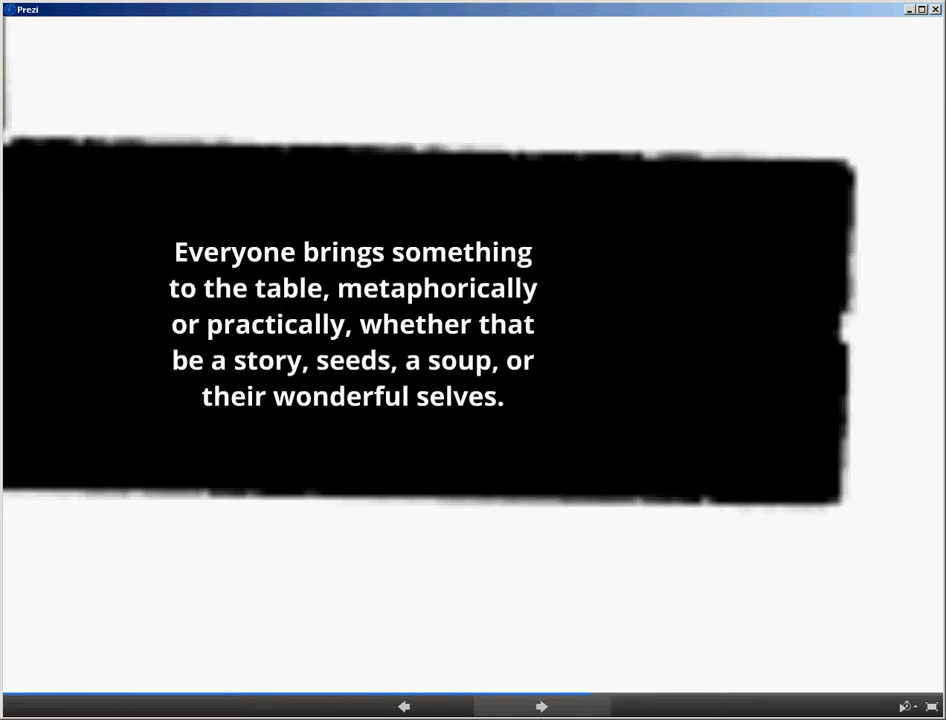 Prezi
Everyone brings something
to the table, metaphorically
or practically, whether that
be a story, seeds, a soup, or
their wonderful selves.